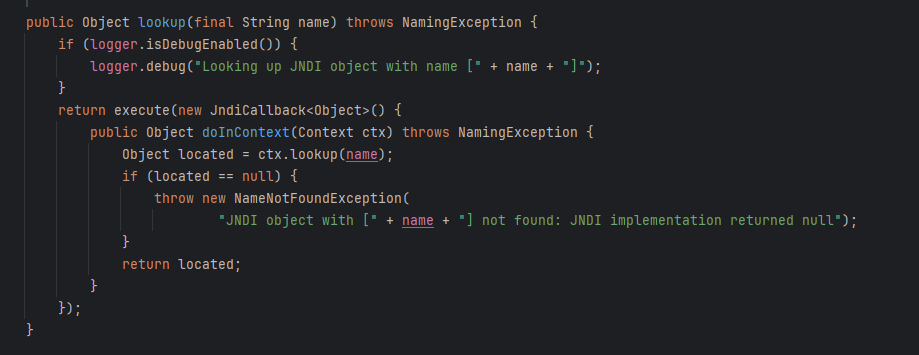 public Object lookup(final String name) throws NamingException {
if (logger.isDebugEnabled()) {
logger.debug("Looking up JNDI object with name [" + name + "]");
}
return execute(new JndiCallback<Object>() {
public Object doInContext(Context ctx) throws NamingException {
Object located = ctx.lookup(name);
if (located == null) {
throw new NameNotFoundException(
"JNDI object with [" + name + "] not found: JNDI implementation returned null");
}
return located;
}
});
}